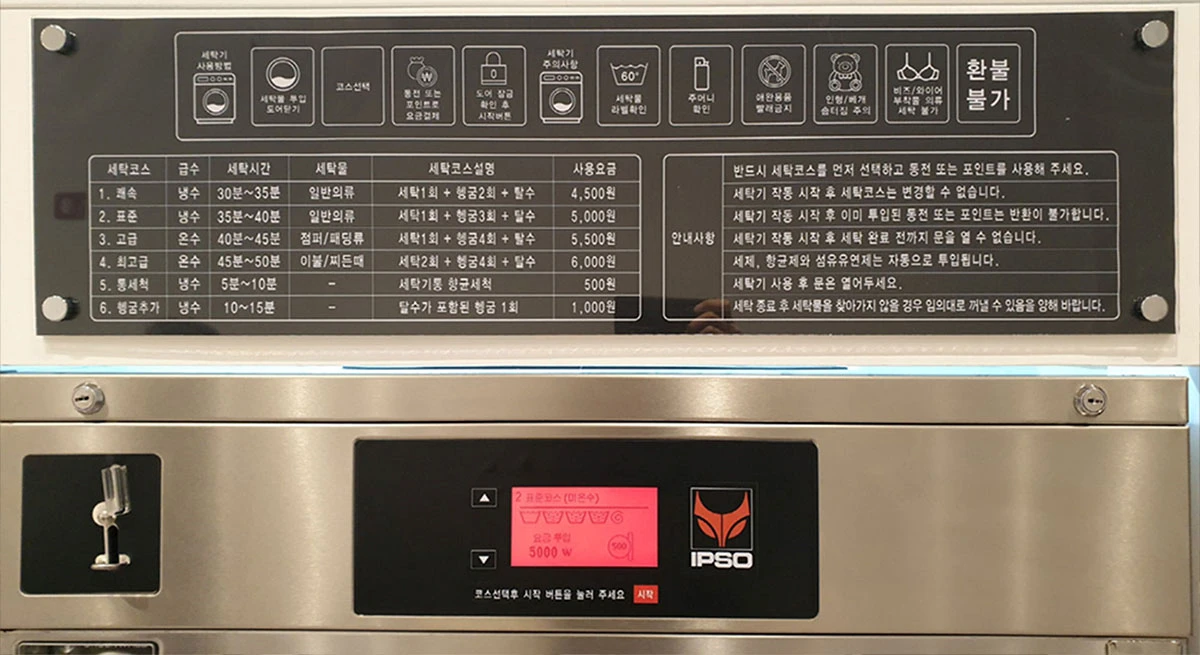 세탁기
사용방법
세탁물 투입
도어닫기
코스선택
₩
동전 또는
포인트로
요금결제
도어 잠금
확인 후
시작버튼
세탁기
주의사항
60°
세탁물
라벨확인
주머니
확인
애완용품
빨래금지
인형/베개
솜터짐 주의
비즈/와이어
부착물 의류
세탁 불가
환불
불가
세탁코스 급수 세탁시간 세탁물 세탁코스설명 사용요금
1. 쾌속 냉수 30분~35분 일반의류 세탁1회 + 헹굼2회 + 탈수 4,500원
2. 표준 냉수 35분~40분 일반의류 세탁1회 + 헹굼3회 + 탈수 5,000원
3. 고급 온수 40분~45분 점퍼/패딩류 세탁1회 + 헹굼4회 + 탈수 5,500원
4. 최고급 온수 45분~50분 이불/찌든때 세탁2회 + 헹굼4회 + 탈수 6,000원
5. 통세척 냉수 5분~10분 - 세탁기통 항균세척 500원
6. 헹굼추가 냉수 10~15분 - 탈수가 포함된 헹굼 1회 1,000원
안내사항
반드시 세탁코스를 먼저 선택하고 동전 또는 포인트를 사용해 주세요.
세탁기 작동 시작 후 세탁코스는 변경할 수 없습니다.
세탁기 작동 시작 후 이미 투입된 동전 또는 포인트는 반환이 불가합니다.
세탁기 작동 시작 후 세탁 완료 전까지 문을 열 수 없습니다.
세제, 항균제와 섬유유연제는 자동으로 투입됩니다.
세탁기 사용 후 문은 열어두세요.
세탁 종료 후 세탁물을 찾아가지 않을 경우 임의대로 꺼낼 수 있음을 양해 바랍니다.
2 표준코스 (미온수)
요금 투입
5000 W
500
IPSO
코스선택후 시작 버튼을 눌러 주세요 시작